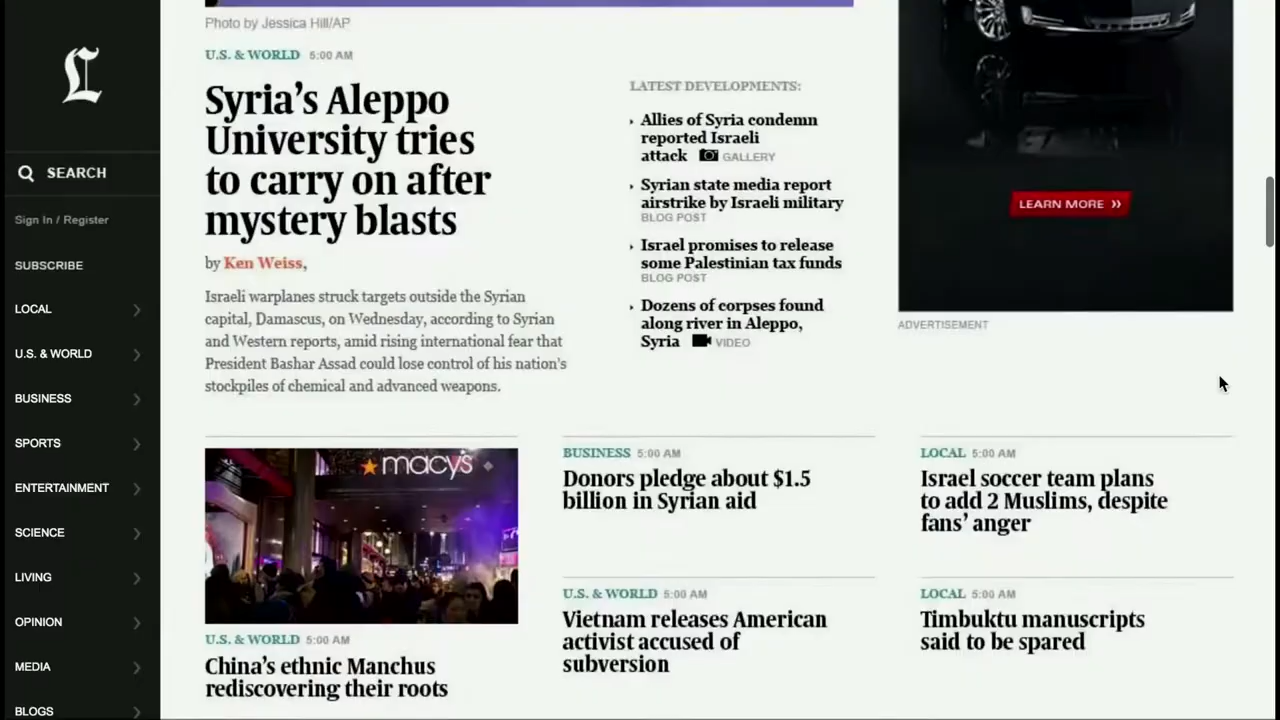 L
SEARCH
Sign In / Register
SUBSCRIBE
LOCAL
U.S. & WORLD
BUSINESS
SPORTS
ENTERTAINMENT
SCIENCE
LIVING
OPINION
MEDIA
BLOGS
Photo by Jessica Hill/AP
U.S. & WORLD 5:00 AM
Syria’s Aleppo
University tries
to carry on after
mystery blasts
by Ken Weiss,
Israeli warplanes struck targets outside the Syrian
capital, Damascus, on Wednesday, according to Syrian
and Western reports, amid rising international fear that
President Bashar Assad could lose control of his nation’s
stockpiles of chemical and advanced weapons.
LATEST DEVELOPMENTS:
Allies of Syria condemn
reported Israeli
attack GALLERY
Syrian state media report
airstrike by Israeli military
BLOG POST
Israel promises to release
some Palestinian tax funds
BLOG POST
Dozens of corpses found
along river in Aleppo,
Syria VIDEO
LEARN MORE »
ADVERTISEMENT
macy's
U.S. & WORLD 5:00 AM
China’s ethnic Manchus
rediscovering their roots
BUSINESS 5:00 AM
Donors pledge about $1.5
billion in Syrian aid
U.S. & WORLD 5:00 AM
Vietnam releases American
activist accused of
subversion
LOCAL 5:00 AM
Israel soccer team plans
to add 2 Muslims, despite
fans’ anger
LOCAL 5:00 AM
Timbuktu manuscripts
said to be spared